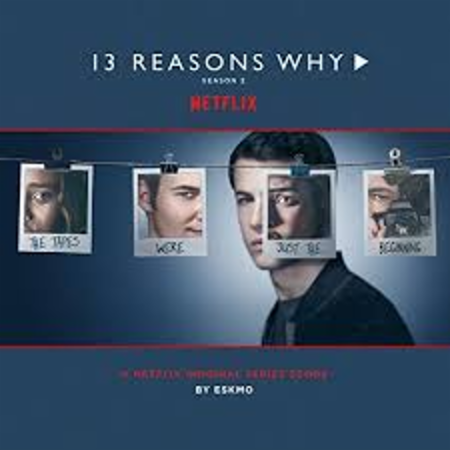 13 REASONS WHY
SEASON 2
NETFLIX
THE TAPES
WERE
JUST THE
BEGINNING
A NETFLIX ORIGINAL SERIES SCORE
BY ESKMO